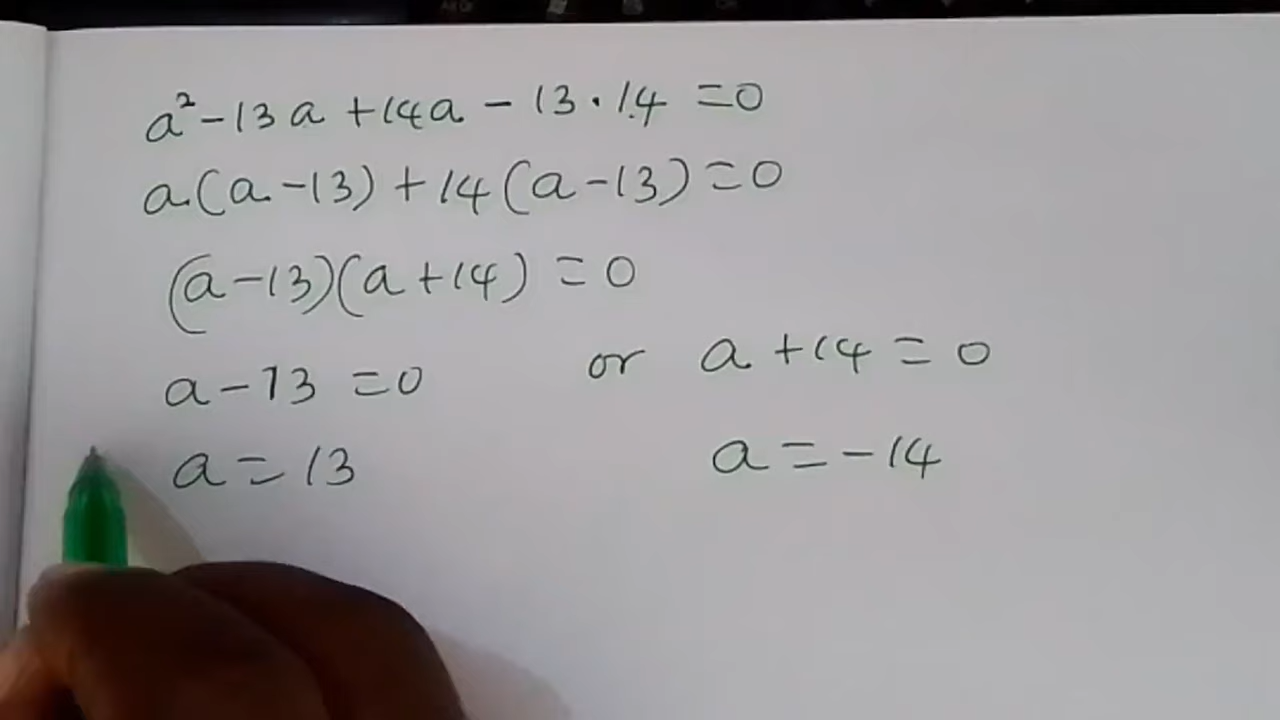 a² - 13a + 14a - 13 · 14 = 0
a(a - 13) + 14(a - 13) = 0
(a - 13)(a + 14) = 0
a - 13 = 0 or a + 14 = 0
a = 13 a = -14